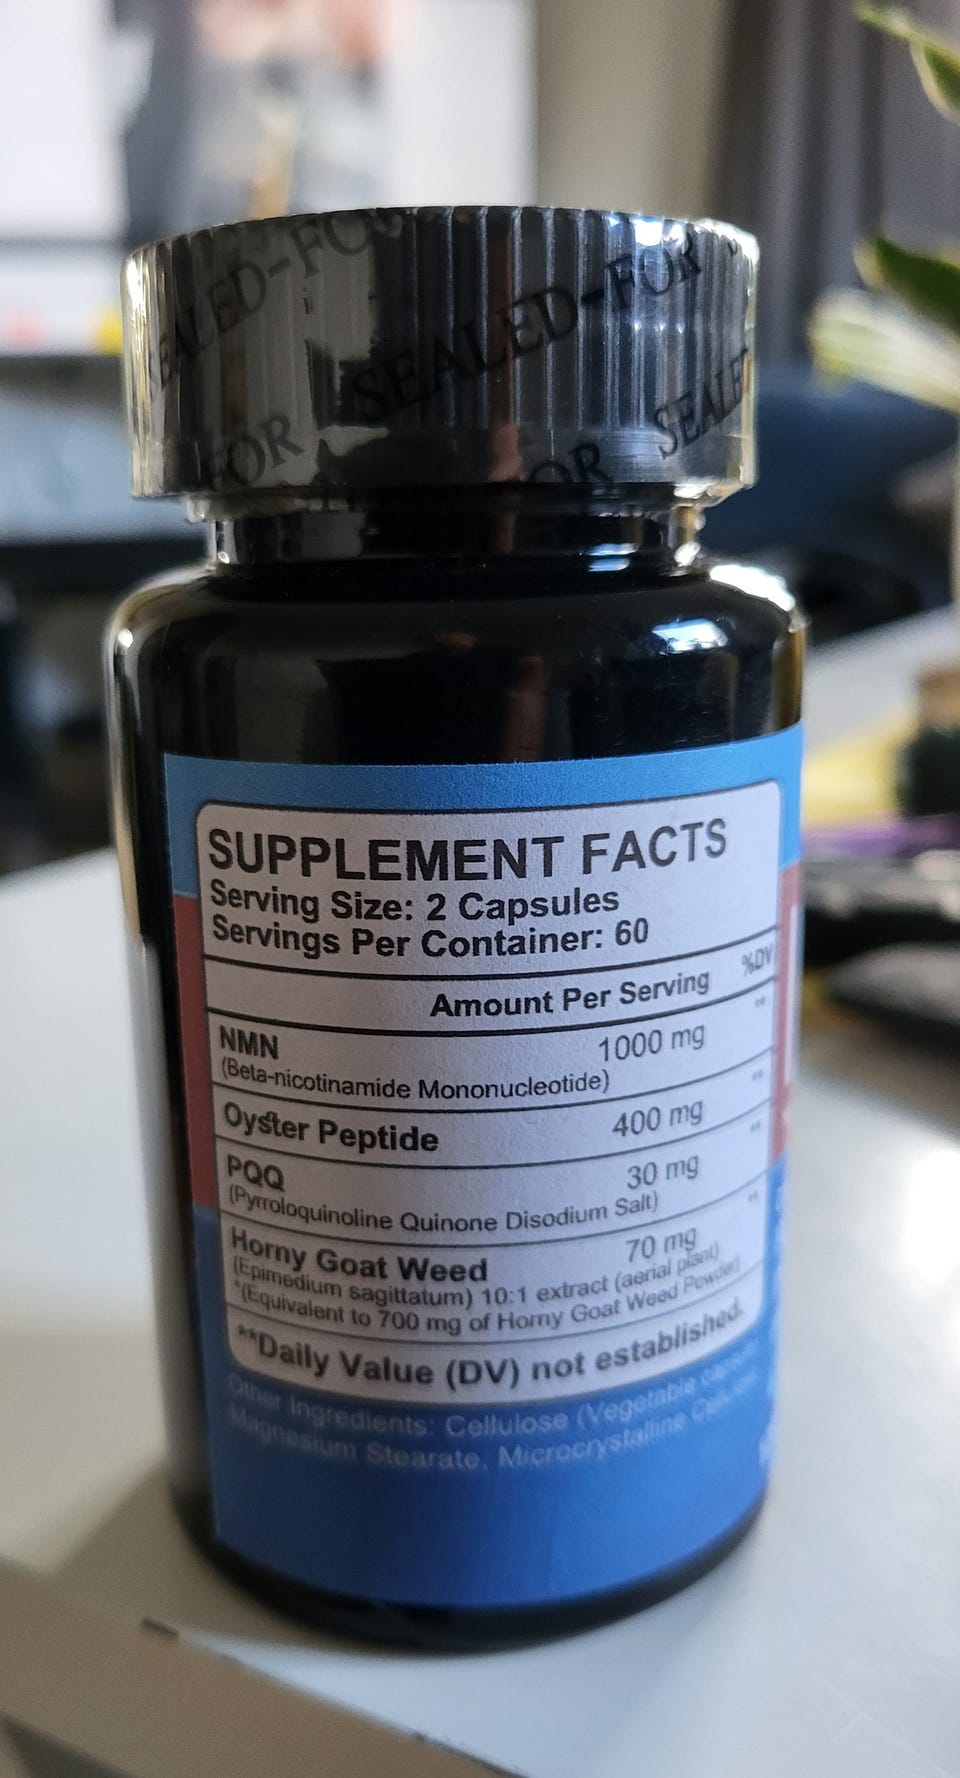 SEALED-FOR
SEALED-FOR
FOR
OR
SUPPLEMENT FACTS
Serving Size: 2 Capsules
Servings Per Container: 60
Amount Per Serving %DV
NMN 1000 mg **
(Beta-nicotinamide Mononucleotide)
Oyster Peptide 400 mg **
PQQ 30 mg **
(Pyrroloquinoline Quinone Disodium Salt)
Horny Goat Weed 70 mg **
(Epimedium sagittatum) 10:1 extract (aerial plant)
*(Equivalent to 700 mg of Horny Goat Weed Powder)
**Daily Value (DV) not established.
Other Ingredients: Cellulose (Vegetable
Magnesium Stearate, Microcrystalline